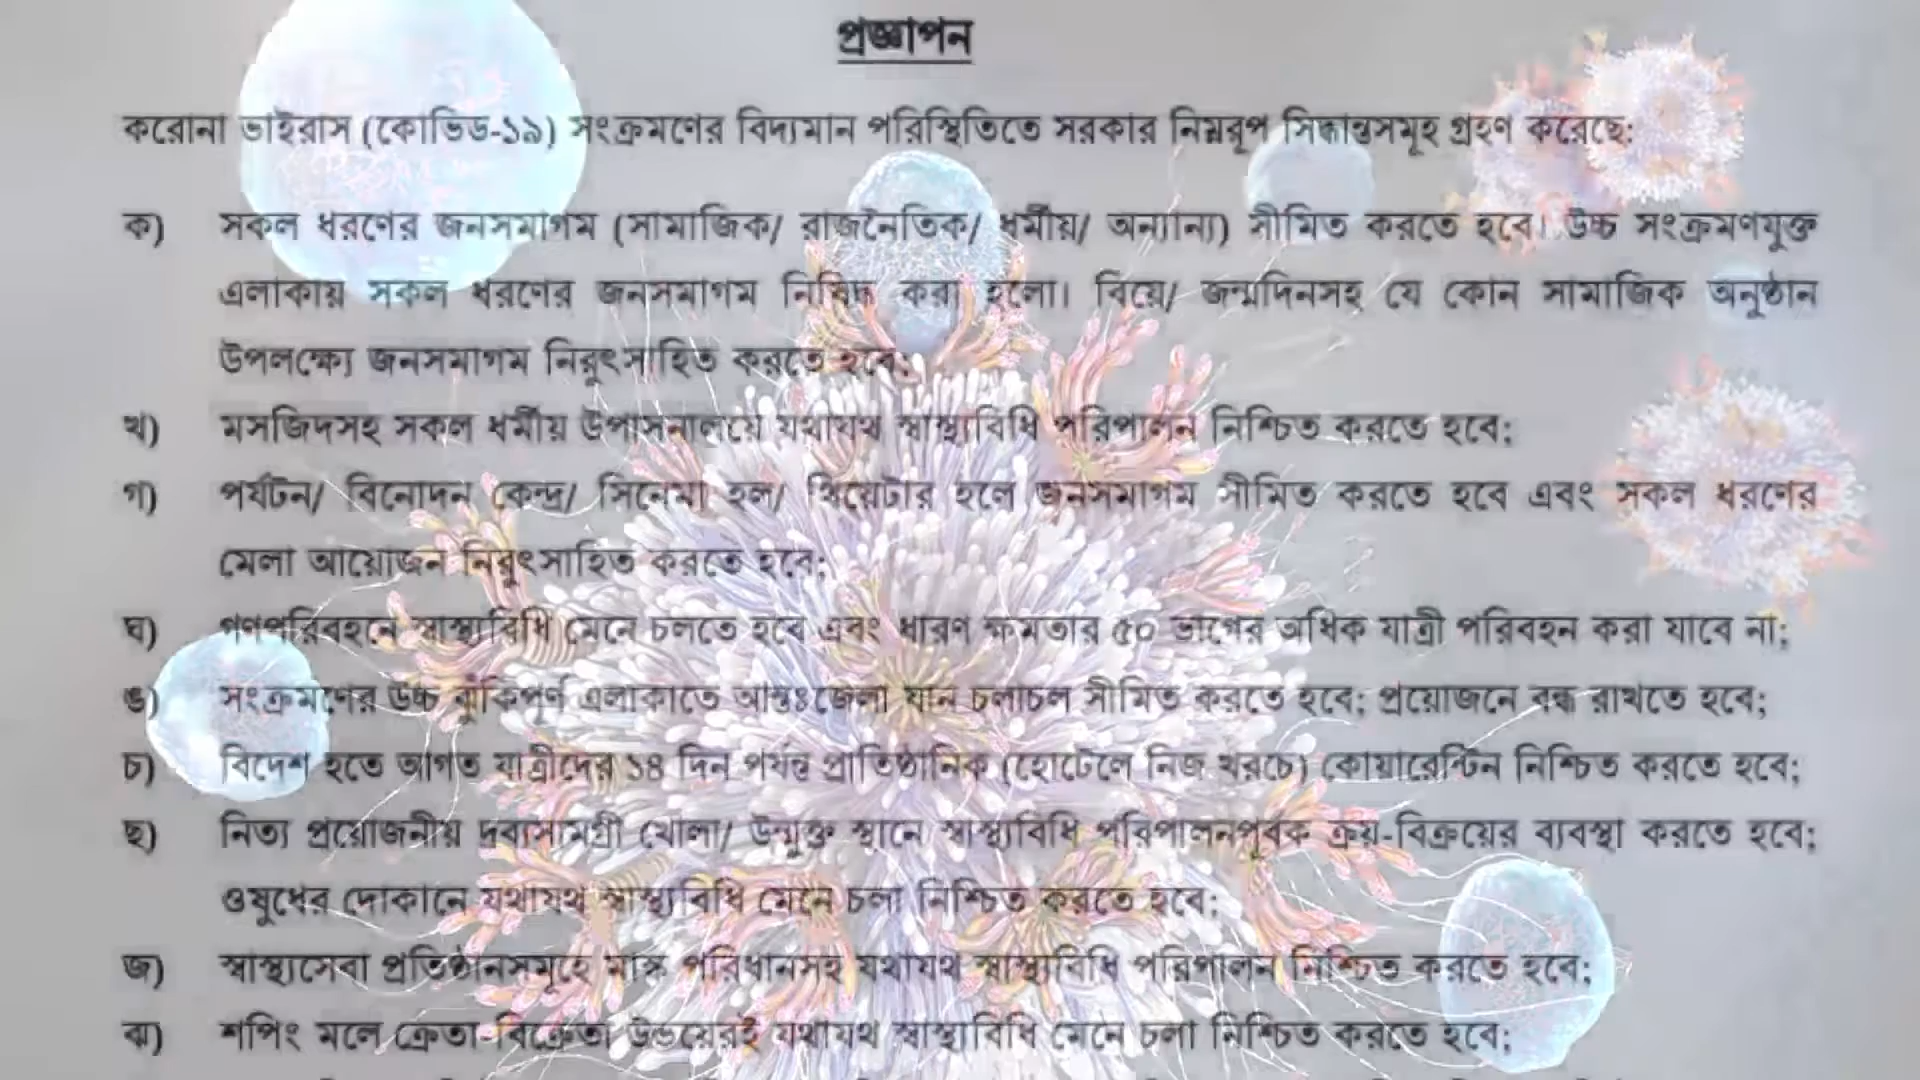 প্রজ্ঞাপন
করোনা ভাইরাস (কোভিড-১৯) সংক্রমণের বিদ্যমান পরিস্থিতিতে সরকার নিম্নরূপ সিদ্ধান্তসমূহ গ্রহণ করেছে:
ক) সকল ধরণের জনসমাগম (সামাজিক/ রাজনৈতিক/ ধর্মীয়/ অন্যান্য) সীমিত করতে হবে। উচ্চ সংক্রমণযুক্ত
এলাকায় সকল ধরণের জনসমাগম নিষিদ্ধ করা হলো। বিয়ে/ জন্মদিনসহ যে কোন সামাজিক অনুষ্ঠান
উপলক্ষ্যে জনসমাগম নিরুৎসাহিত করতে হবে;
খ) মসজিদসহ সকল ধর্মীয় উপাসনালয়ে যথাযথ স্বাস্থ্যবিধি পরিপালন নিশ্চিত করতে হবে;
গ) পর্যটন/ বিনোদন কেন্দ্র/ সিনেমা হল/ থিয়েটার হলে জনসমাগম সীমিত করতে হবে এবং সকল ধরণের
মেলা আয়োজন নিরুৎসাহিত করতে হবে;
ঘ) গণপরিবহনে স্বাস্থ্যবিধি মেনে চলতে হবে এবং ধারণ ক্ষমতার ৫০ ভাগের অধিক যাত্রী পরিবহন করা যাবে না;
ঙ) সংক্রমণের উচ্চ ঝুঁকিপূর্ণ এলাকাতে আন্তঃজেলা যান চলাচল সীমিত করতে হবে; প্রয়োজনে বন্ধ রাখতে হবে;
চ) বিদেশ হতে আগত যাত্রীদের ১৪ দিন পর্যন্ত প্রাতিষ্ঠানিক (হোটেলে নিজ খরচে) কোয়ারেন্টিন নিশ্চিত করতে হবে;
ছ) নিত্য প্রয়োজনীয় দ্রব্যসামগ্রী খোলা/ উন্মুক্ত স্থানে স্বাস্থ্যবিধি পরিপালনপূর্বক ক্রয়-বিক্রয়ের ব্যবস্থা করতে হবে;
ওষুধের দোকানে যথাযথ স্বাস্থ্যবিধি মেনে চলা নিশ্চিত করতে হবে;
জ) স্বাস্থ্যসেবা প্রতিষ্ঠানসমূহে মাস্ক পরিধানসহ যথাযথ স্বাস্থ্যবিধি পরিপালন নিশ্চিত করতে হবে;
ঝ) শপিং মলে ক্রেতা-বিক্রেতা উভয়েরই যথাযথ স্বাস্থ্যবিধি মেনে চলা নিশ্চিত করতে হবে;